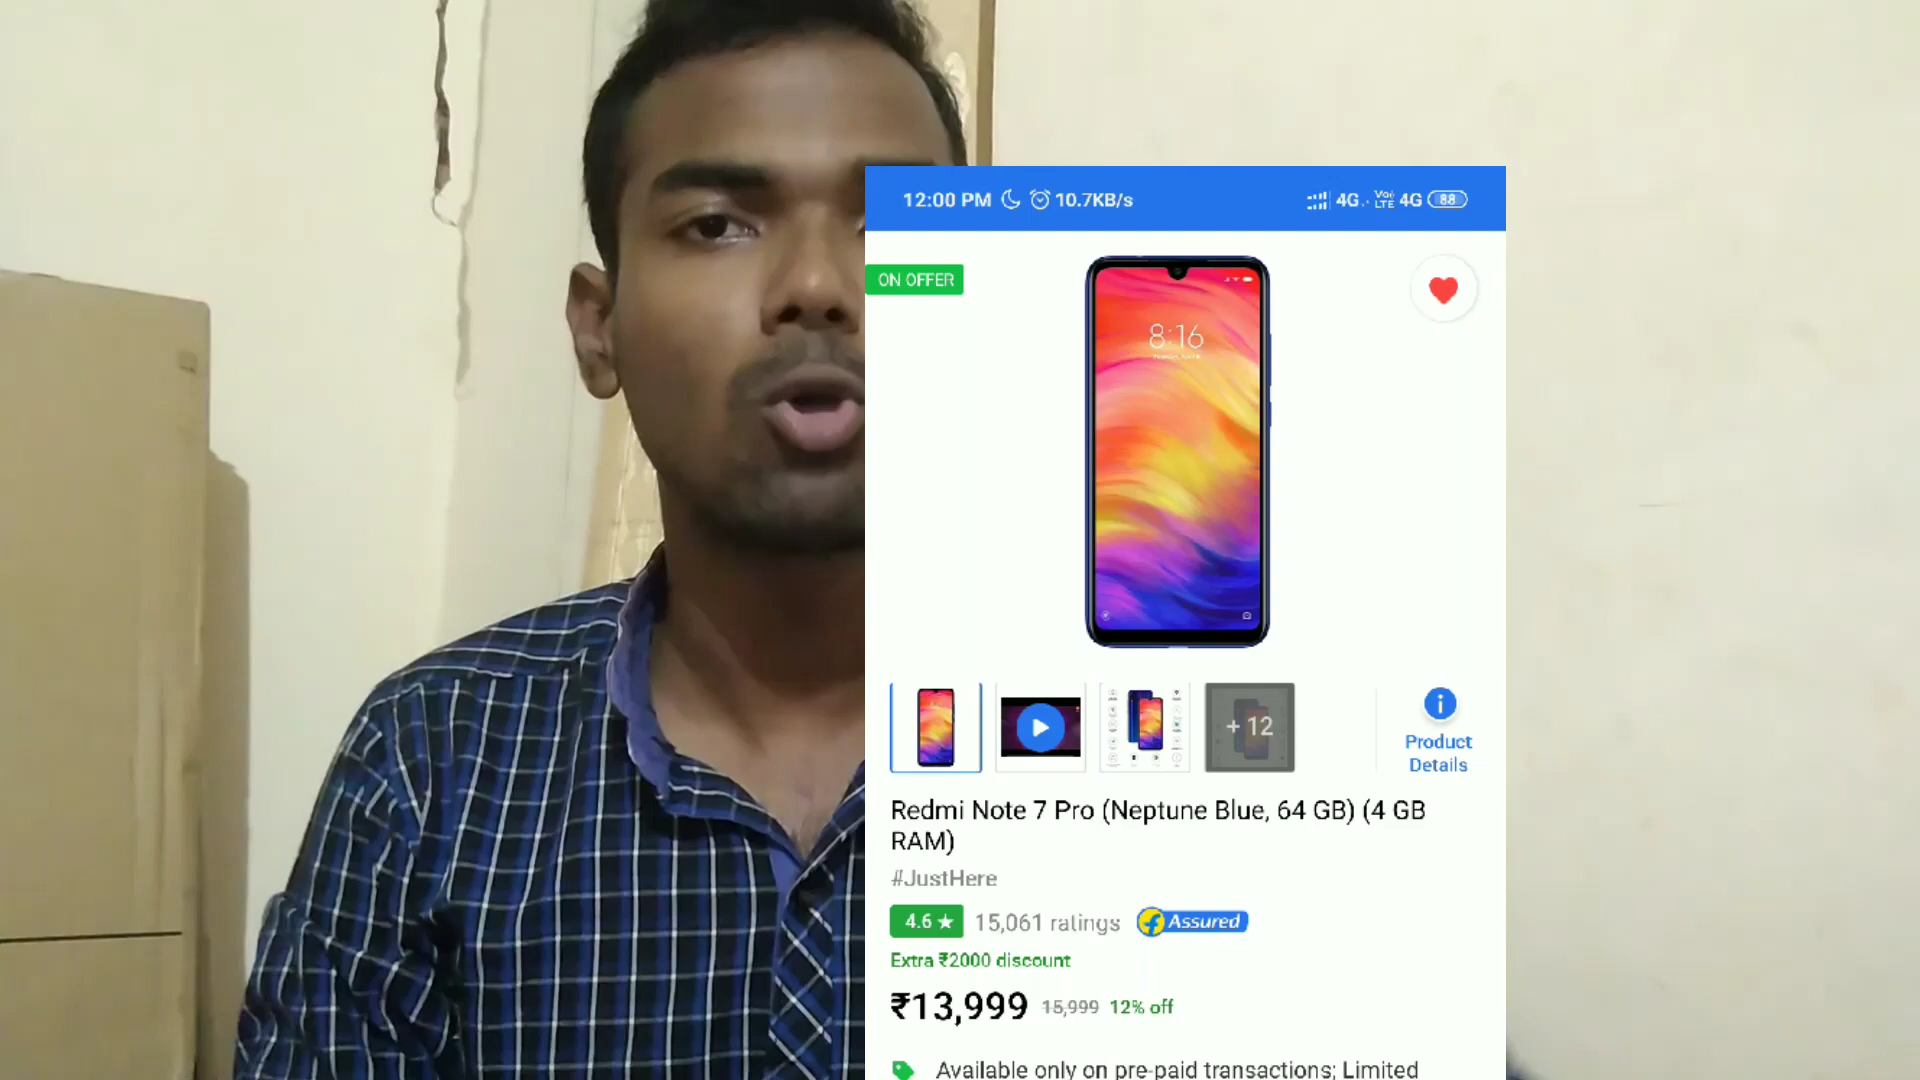 12:00 PM 10.7KB/s 4G 4G 88
ON OFFER
8:16
+ 12
Product
Details
Redmi Note 7 Pro (Neptune Blue, 64 GB) (4 GB
RAM)
#JustHere
4.6 ★ 15,061 ratings Assured
Extra ₹2000 discount
₹13,999 15,999 12% off
Available only on pre-paid transactions; Limited